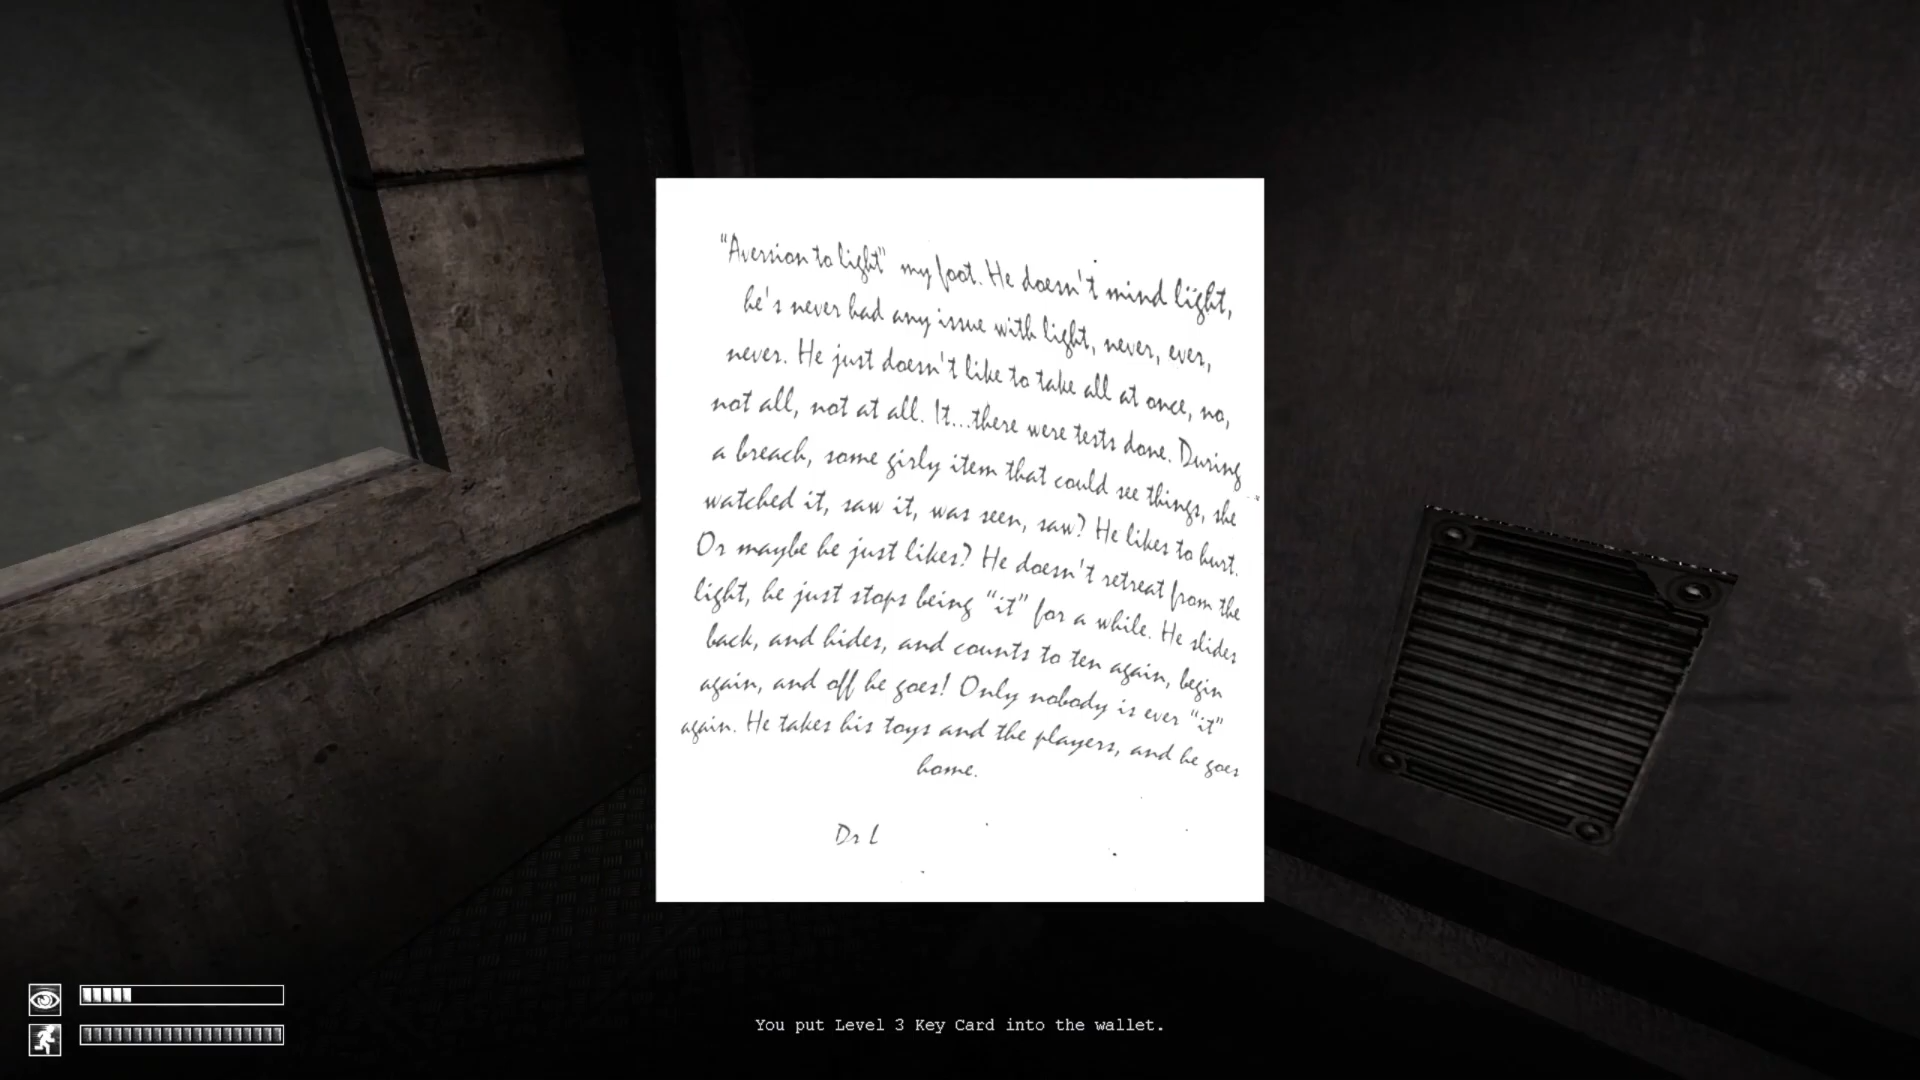 "Aversion to light" my foot. He doesn't mind light,
he's never had any issue with light, never, ever,
never. He just doesn't like to take all at once, no,
not all, not at all. It...there were tests done. During
a breach, some girly item that could see things, she
watched it, saw it, was seen, saw? He likes to hurt.
Or maybe he just likes? He doesn't retreat from the
light, he just stops being "it" for a while. He slides
back, and hides, and counts to ten again, begin
again, and off he goes! Only nobody is ever "it"
again. He takes his toys and the players, and he goes
home.
Dr L
You put Level 3 Key Card into the wallet.